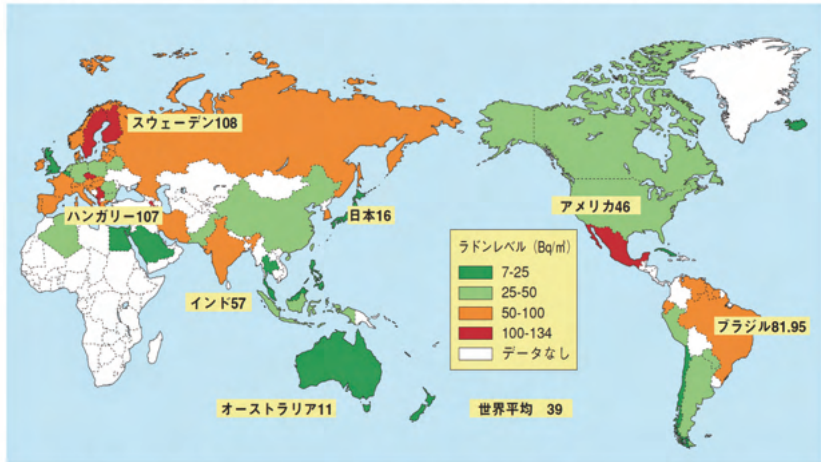 スウェーデン108
ハンガリー107
日本16
アメリカ46
インド57
ブラジル81.95
オーストラリア11
世界平均 39
ラドンレベル（Bq/㎥）
7-25
25-50
50-100
100-134
データなし